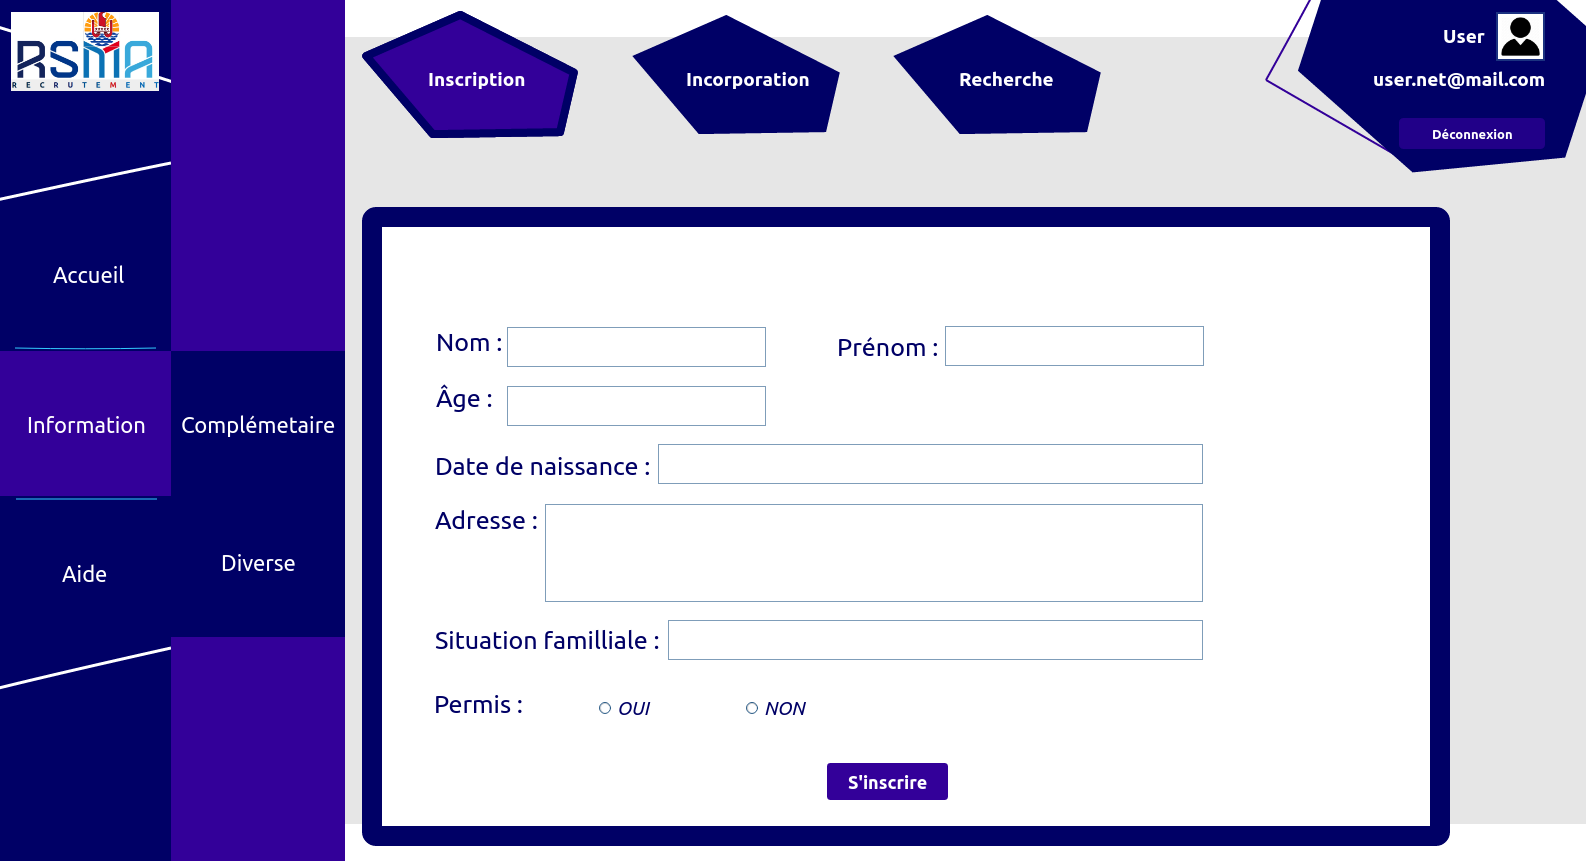 RSMA
RECRUTEMENT
Inscription
Incorporation
Recherche
User
user.net@mail.com
Déconnexion
Accueil
Information
Complémetaire
Aide
Diverse
Nom :
Prénom :
Âge :
Date de naissance :
Adresse :
Situation familliale :
Permis :
OUI
NON
S'inscrire